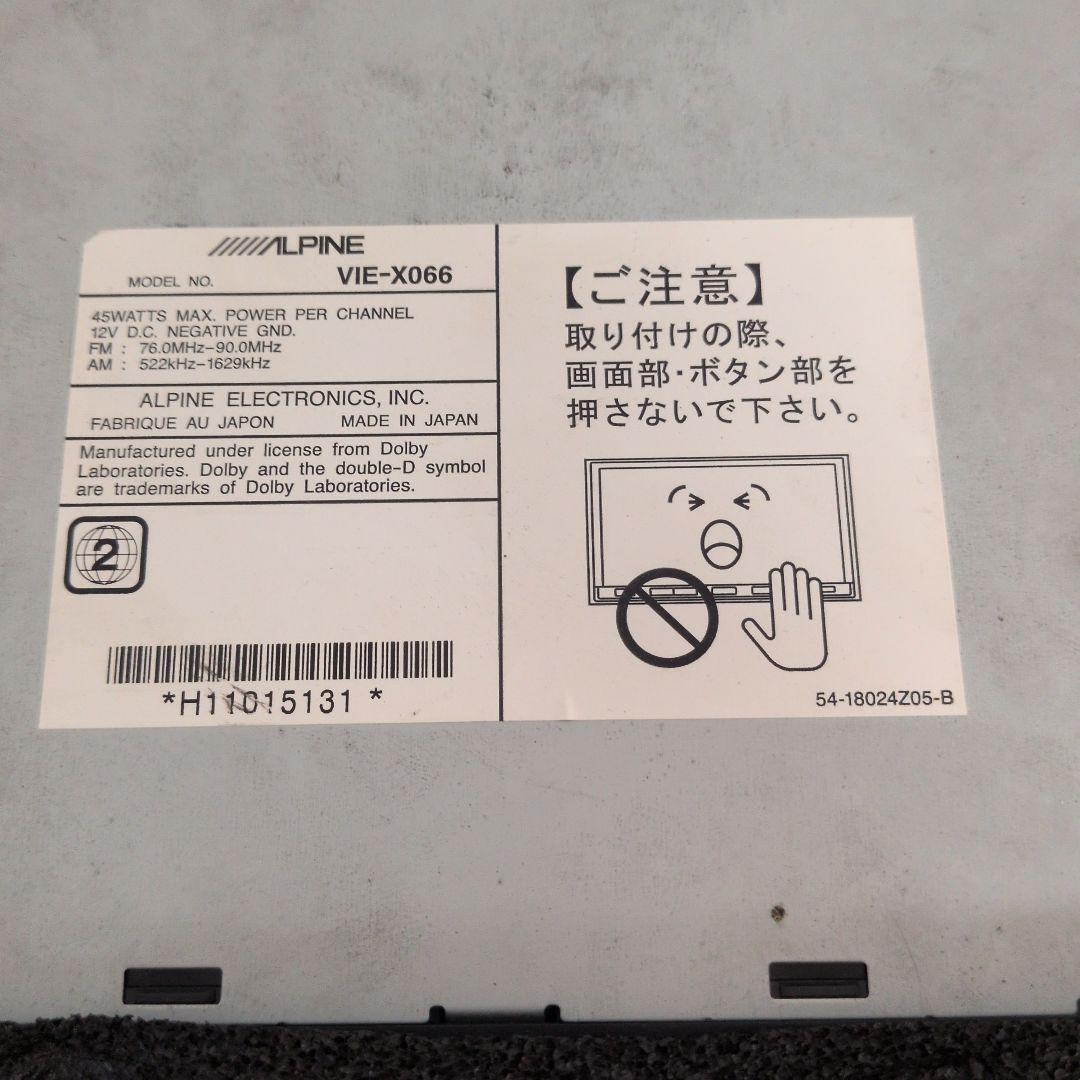 ALPINE
MODEL NO. VIE-X066
45WATTS MAX. POWER PER CHANNEL
12V D.C. NEGATIVE GND.
FM : 76.0MHz-90.0MHz
AM : 522kHz-1629kHz
ALPINE ELECTRONICS, INC.
FABRIQUE AU JAPON MADE IN JAPAN
Manufactured under license from Dolby
Laboratories. Dolby and the double-D symbol
are trademarks of Dolby Laboratories.
2
*H11015131 *
【ご注意】
取り付けの際、
画面部・ボタン部を
押さないで下さい。
54-18024Z05-B